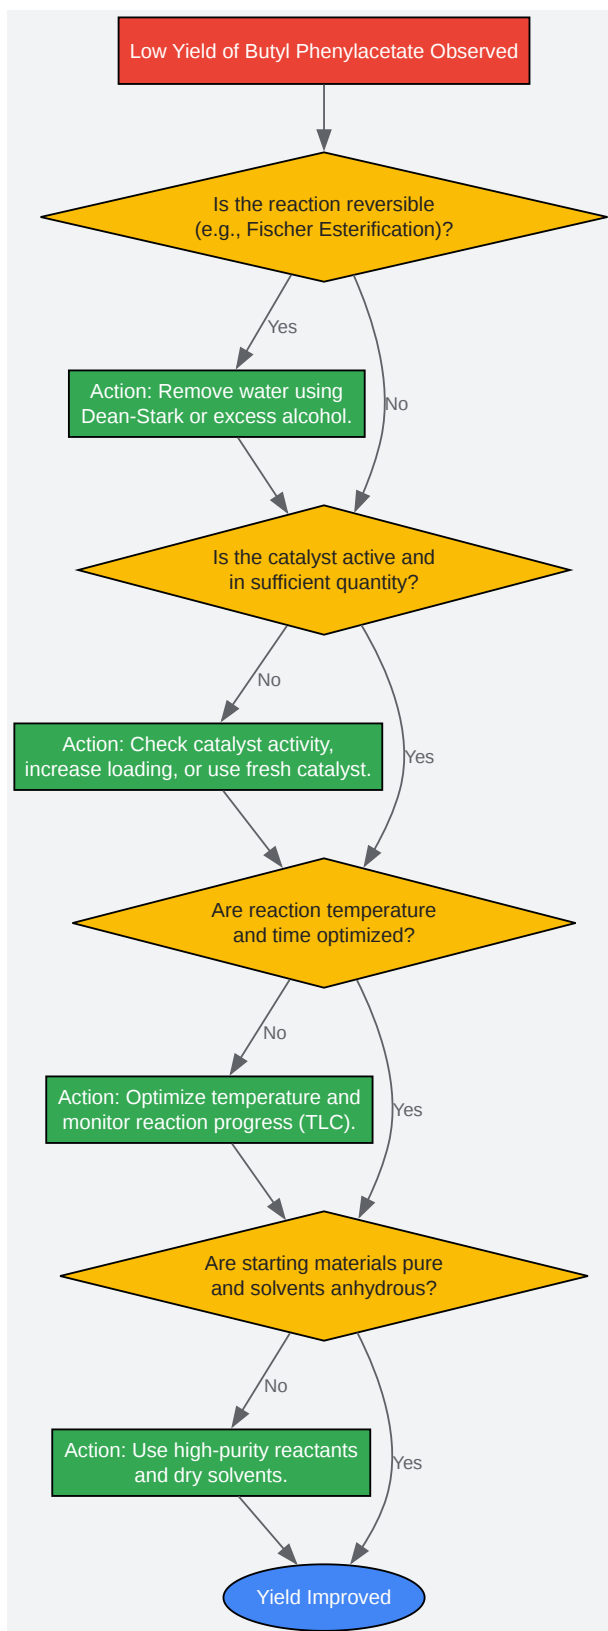 Low Yield of Butyl Phenylacetate Observed
Is the reaction reversible
(e.g., Fischer Esterification)?
Yes
No
Action: Remove water using
Dean-Stark or excess alcohol.
Is the catalyst active and
in sufficient quantity?
No
Yes
Action: Check catalyst activity,
increase loading, or use fresh catalyst.
Are reaction temperature
and time optimized?
No
Yes
Action: Optimize temperature and
monitor reaction progress (TLC).
Are starting materials pure
and solvents anhydrous?
No
Yes
Action: Use high-purity reactants
and dry solvents.
Yield Improved